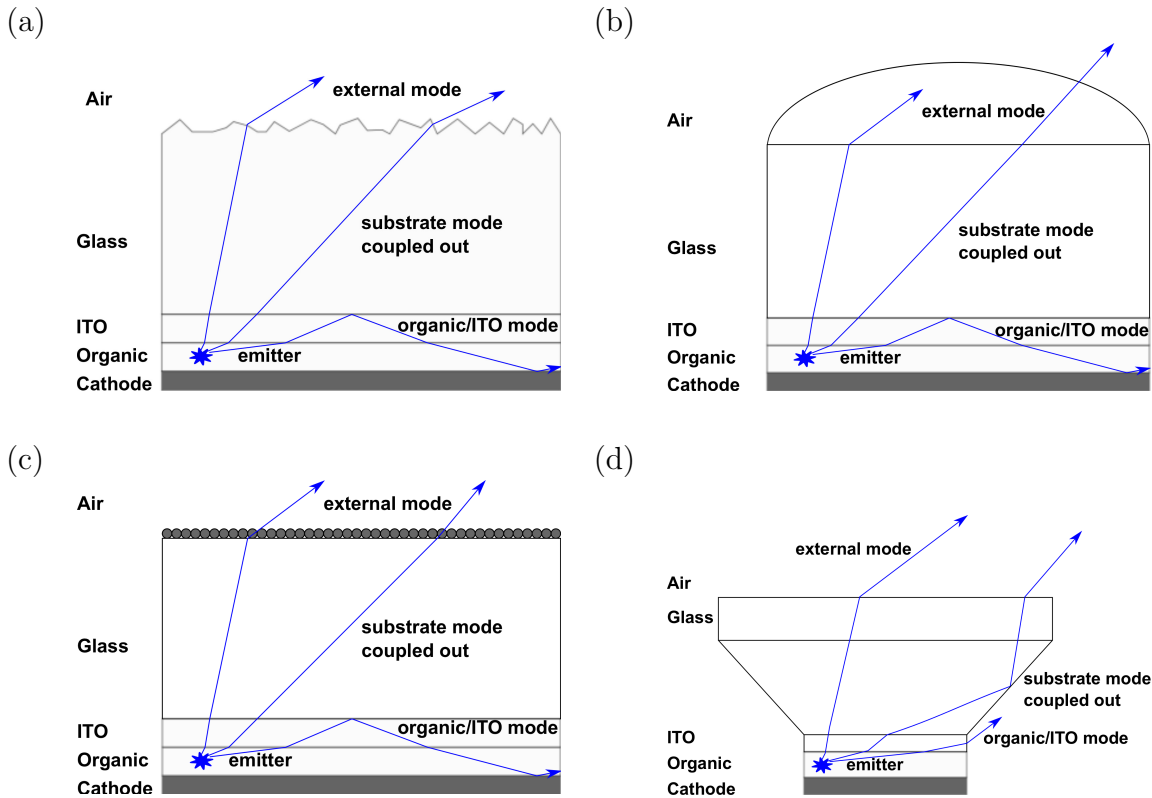 (a)
Air
external mode
substrate mode
coupled out
Glass
ITO
organic/ITO mode
Organic
emitter
Cathode
(b)
Air
external mode
substrate mode
coupled out
Glass
ITO
organic/ITO mode
Organic
emitter
Cathode
(c)
Air
external mode
substrate mode
coupled out
Glass
ITO
organic/ITO mode
Organic
emitter
Cathode
(d)
external mode
Air
Glass
substrate mode
coupled out
ITO
organic/ITO mode
Organic
emitter
Cathode